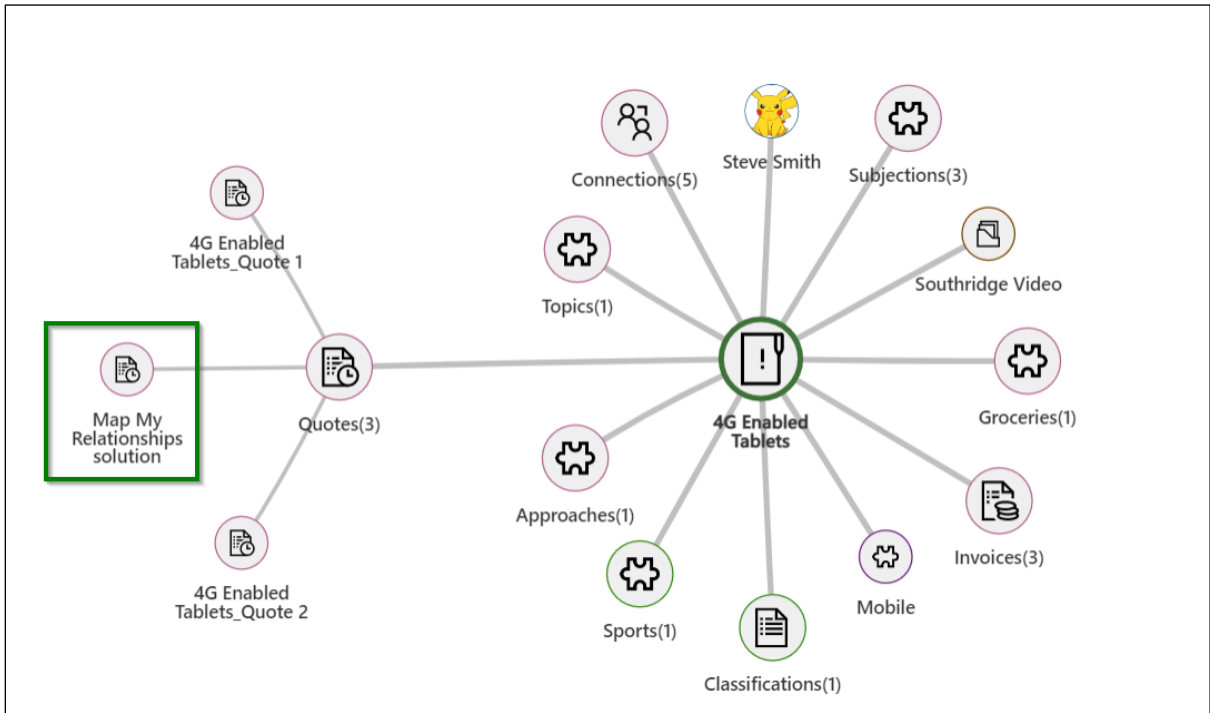 Steve Smith
Connections(5)
Subjections(3)
4G Enabled
Tablets_Quote 1
Southridge Video
Topics(1)
Map My
Relationships
solution
Quotes(3)
4G Enabled
Tablets
Groceries(1)
Approaches(1)
Invoices(3)
4G Enabled
Tablets_Quote 2
Mobile
Sports(1)
Classifications(1)